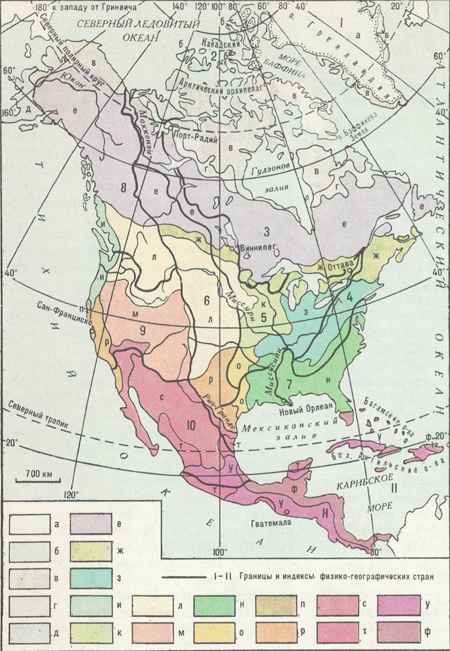 180° к западу от Гринвича
СЕВЕРНЫЙ ЛЕДОВИТЫЙ
ОКЕАН
Северный полярный круг
Канадский
Арктический архипелаг
МОРЕ
БАФФИНА
Гренландия
о. Баффинова
Земля
Юкон
Маккензи
Порт-Радий
Гудзонов
залив
АТЛАНТИЧЕСКИЙ ОКЕАН
ТИХИЙ
ОКЕАН
Виннипег
Оттава
Миссури
Миссисипи
Сан-Франциско
Рио-Гранде
Новый Орлеан
Мексиканский
залив
Северный тропик
Багамские о-ва
Бол. Антильские о-ва
КАРИБСКОЕ
МОРЕ
Гватемала
700 км
160° 140° 120° 100° 80° 60° 40° 20° 0°
60°
40°
20°
120°
100°
80°
I
II
1 2 3 4 5 6 7 8 9 10
а е
б ж I-II Границы и индексы физико-географических стран
в з
г и л н п с у
д к м о р т ф